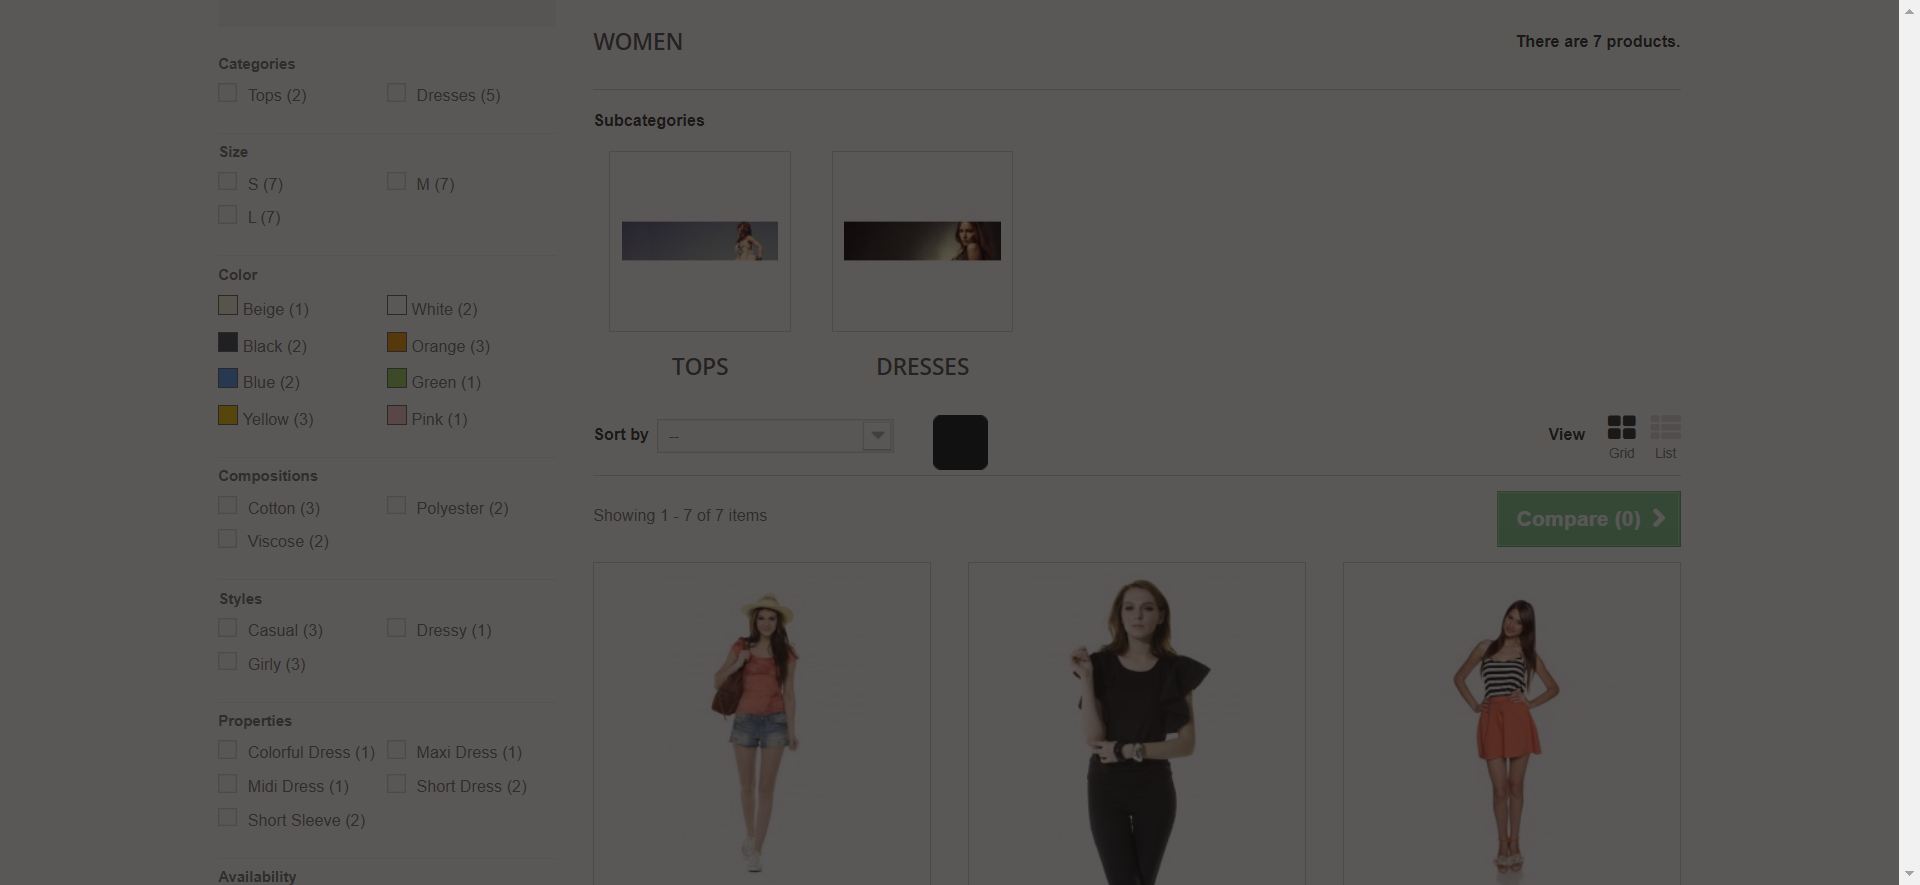 WOMEN
There are 7 products.
Categories
Tops (2)
Dresses (5)
Size
S (7)
M (7)
L (7)
Color
Beige (1)
White (2)
Black (2)
Orange (3)
Blue (2)
Green (1)
Yellow (3)
Pink (1)
Compositions
Cotton (3)
Polyester (2)
Viscose (2)
Styles
Casual (3)
Dressy (1)
Girly (3)
Properties
Colorful Dress (1)
Maxi Dress (1)
Midi Dress (1)
Short Dress (2)
Short Sleeve (2)
Availability
Subcategories
TOPS
DRESSES
Sort by
--
View
Grid
List
Showing 1 - 7 of 7 items
Compare (0)